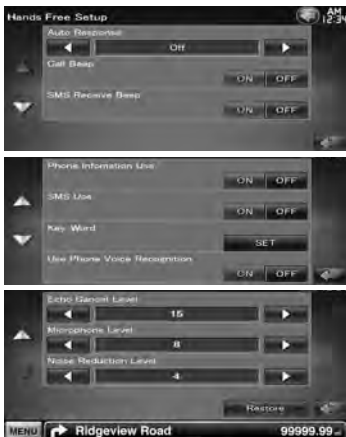 Hands Free Setup
AM
12:34
Auto Response
Off
Call Beep
ON OFF
SMS Receive Beep
ON OFF
Phone Infomation Use
ON OFF
SMS Use
ON OFF
Key Word
SET
Use Phone Voice Recognition
ON OFF
Echo Cancel Level
15
Microphone Level
8
Noise Reduction Level
4
Restore
MENU Ridgeview Road 99999.99